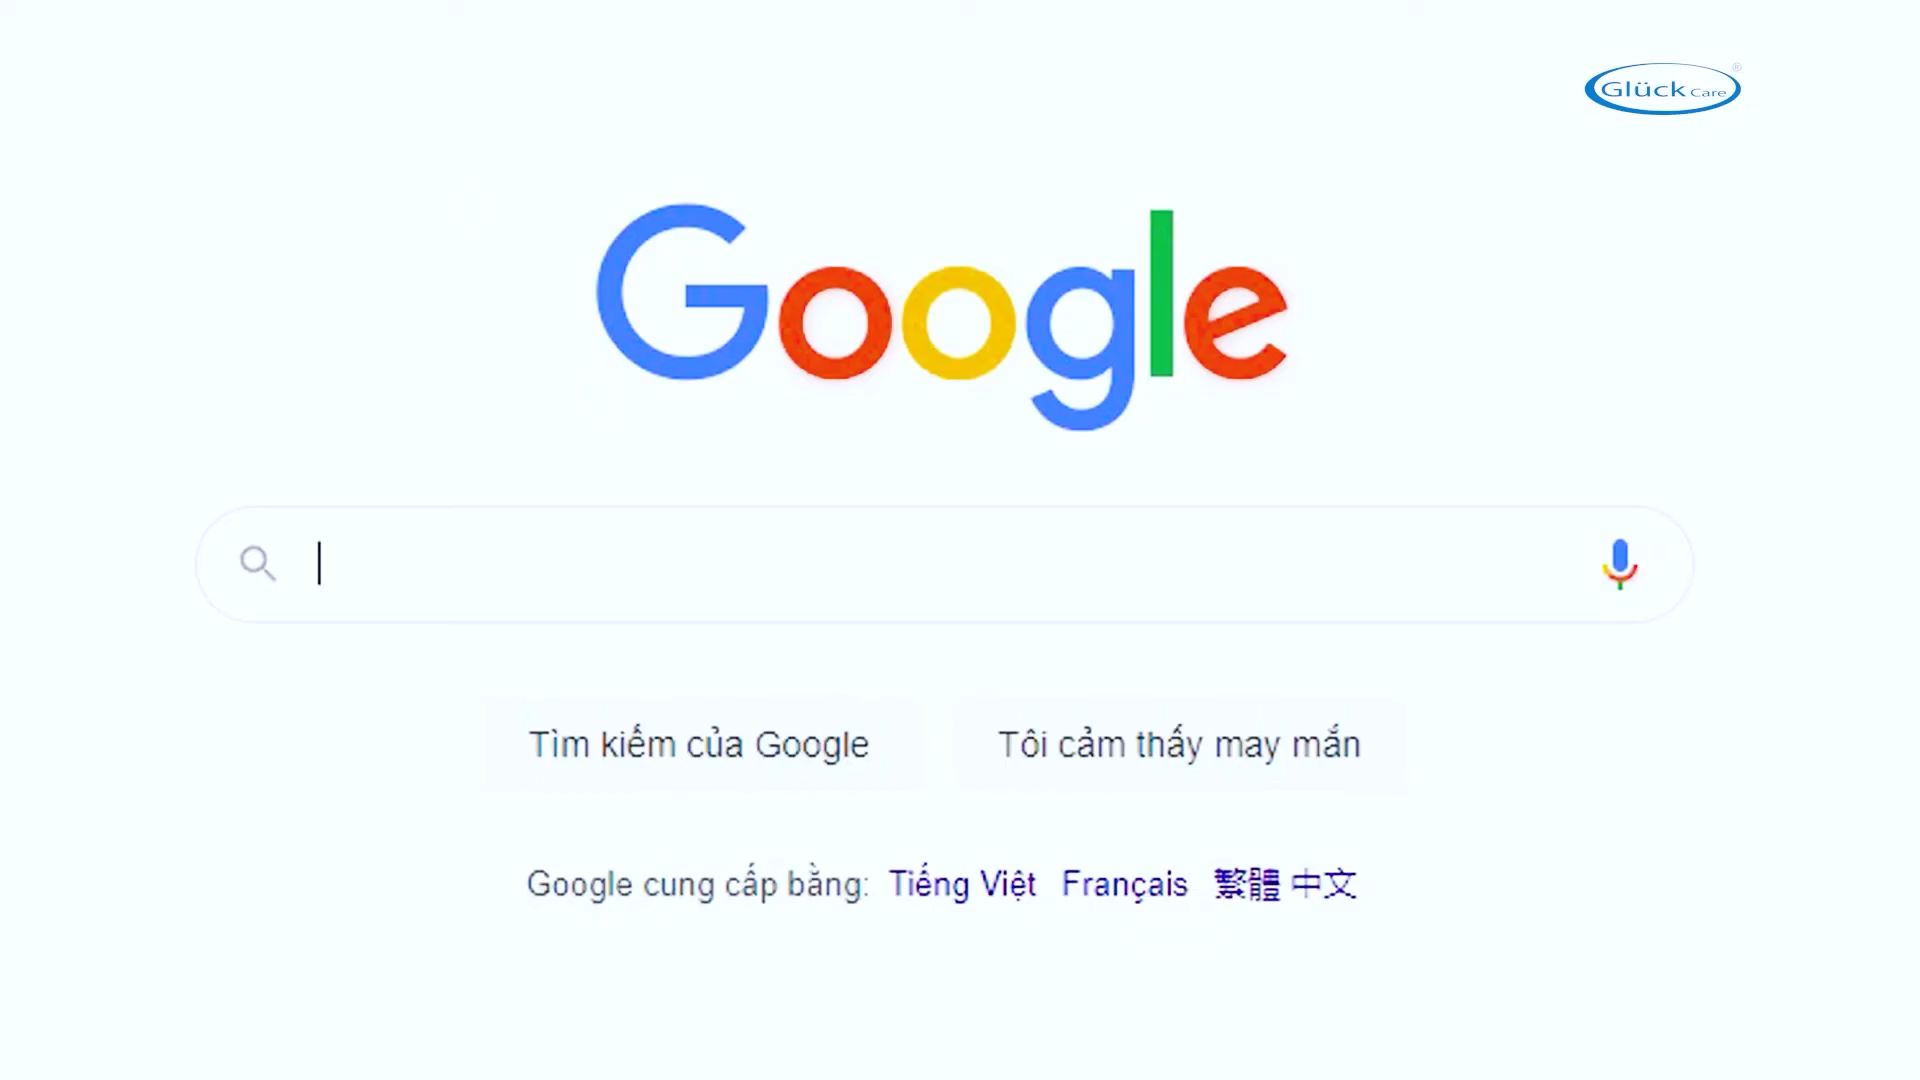 Glück Care ®
Google
Tìm kiếm của Google
Tôi cảm thấy may mắn
Google cung cấp bằng: Tiếng Việt Français 繁體 中文